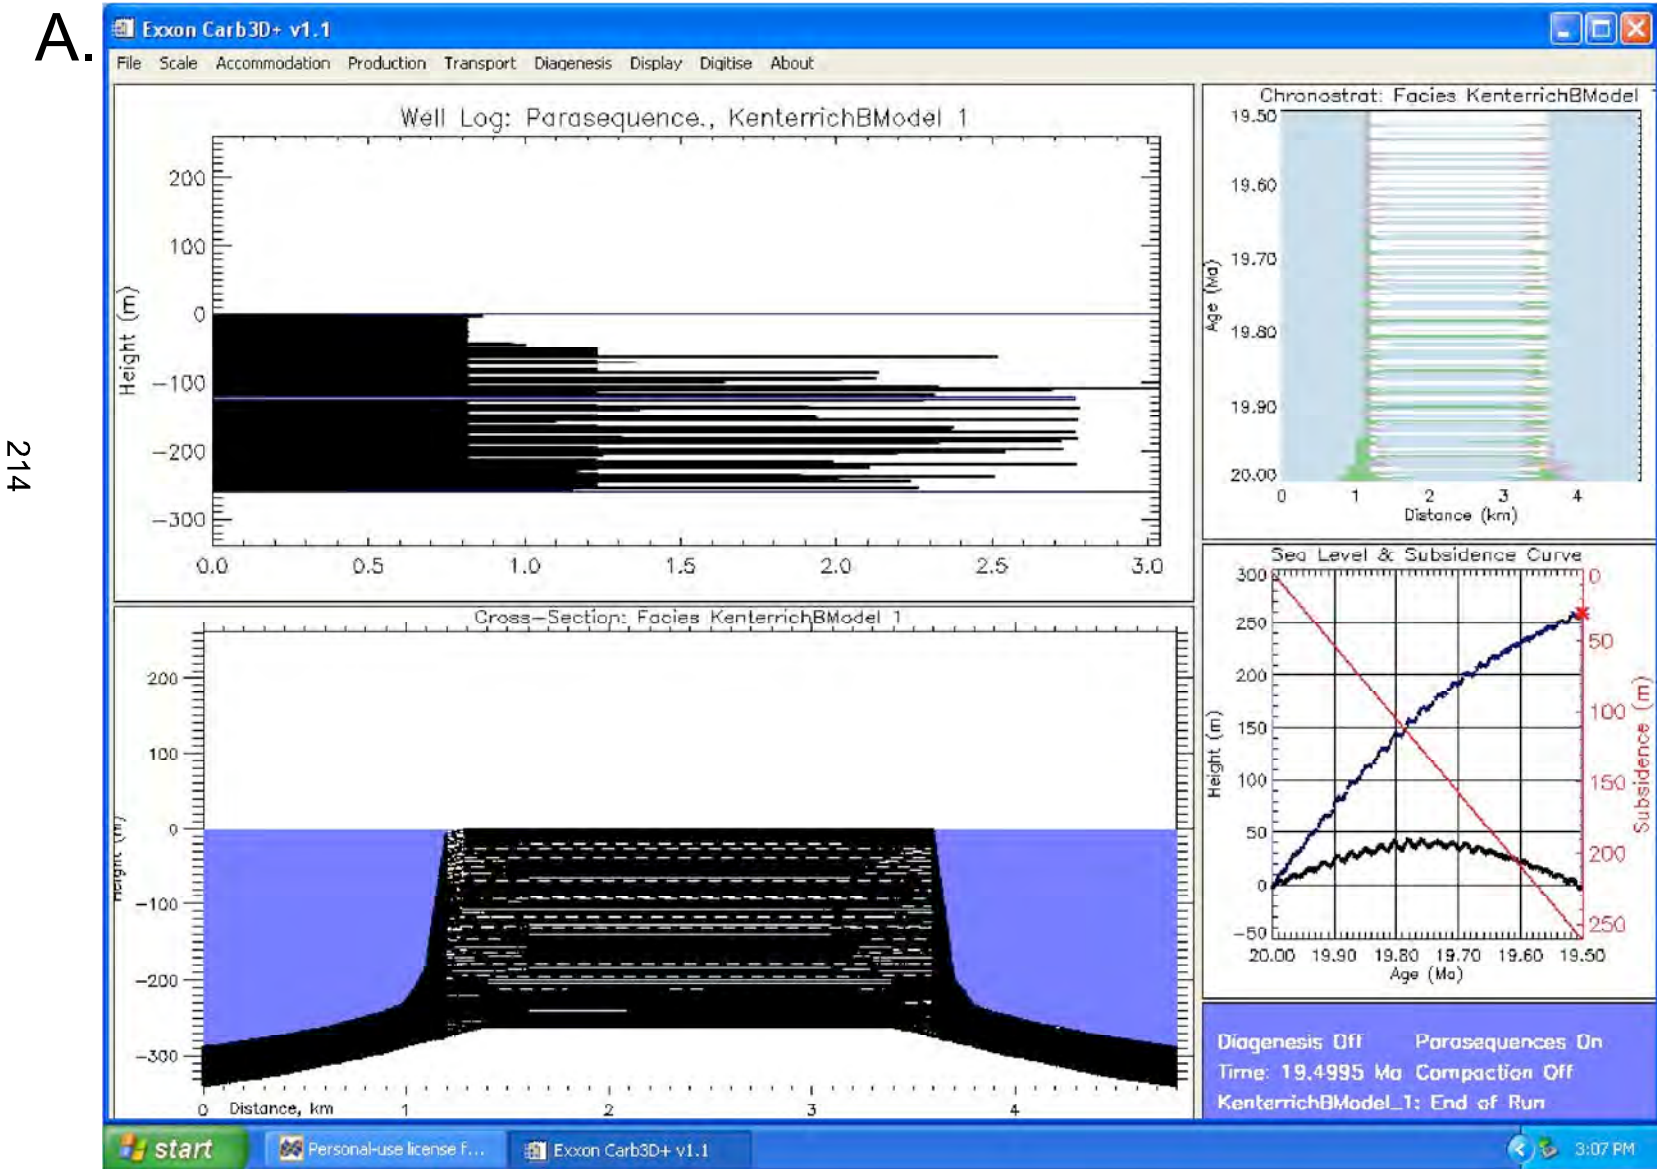 A.
Exxon Carb3D+ v1.1
File Scale Accommodation Production Transport Diagenesis Display Digitise About
Well Log: Parasequence., KenterrichBModel 1
200
100
0
-100
-200
-300
Height (m)
0.0 0.5 1.0 1.5 2.0 2.5 3.0
Cross-Section: Facies KenterrichBModel 1
200
100
0
-100
-200
-300
Height (m)
0 Distance, km 1 2 3 4
Chronostrat: Facies KenterrichBModel
19.50
19.60
19.70
19.80
19.90
20.00
Age (Ma)
0 1 2 3 4
Distance (km)
Sea Level & Subsidence Curve
300
250
200
150
100
50
0
-50
Height (m)
0
50
100
150
200
250
Subsidence (m)
20.00 19.90 19.80 19.70 19.60 19.50
Age (Ma)
Diagenesis Off Parasequences On
Time: 19.4995 Ma Compaction Off
KenterrichBModel_1: End of Run
start Personal-use license f... Exxon Carb3D+ v1.1 3:07 PM
214